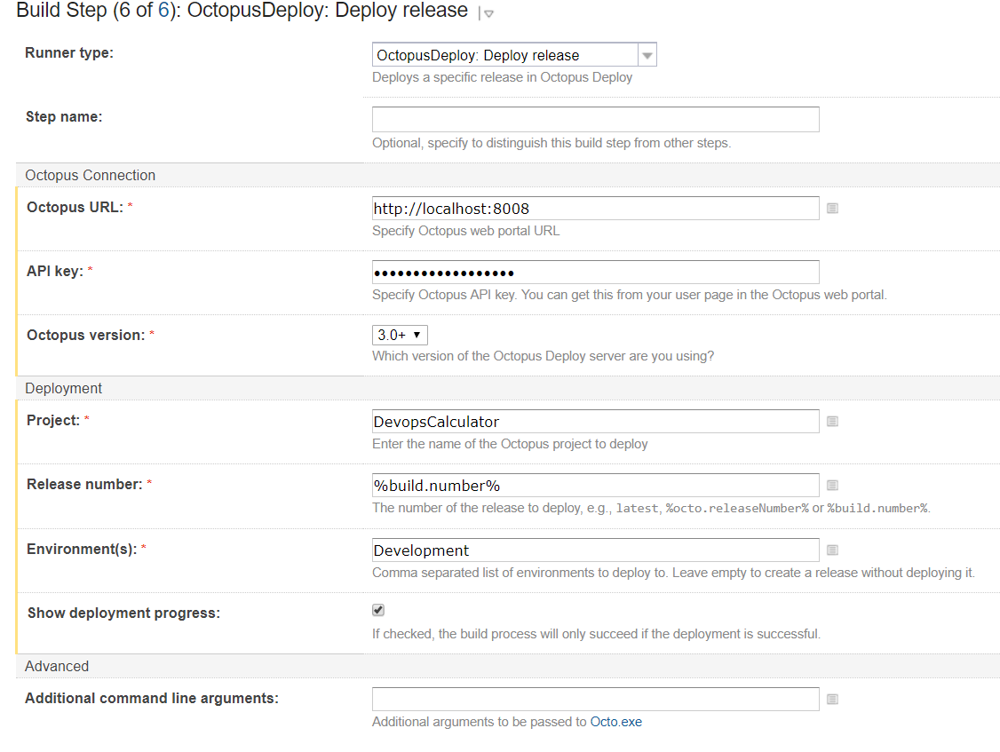 Build Step (6 of 6): OctopusDeploy: Deploy release
Runner type:
OctopusDeploy: Deploy release
Deploys a specific release in Octopus Deploy
Step name:
Optional, specify to distinguish this build step from other steps.
Octopus Connection
Octopus URL: *
http://localhost:8008
Specify Octopus web portal URL
API key: *
••••••••••••••••••
Specify Octopus API key. You can get this from your user page in the Octopus web portal.
Octopus version: *
3.0+
Which version of the Octopus Deploy server are you using?
Deployment
Project: *
DevopsCalculator
Enter the name of the Octopus project to deploy
Release number: *
%build.number%
The number of the release to deploy, e.g., latest, %octo.releaseNumber% or %build.number%.
Environment(s): *
Development
Comma separated list of environments to deploy to. Leave empty to create a release without deploying it.
Show deployment progress:
If checked, the build process will only succeed if the deployment is successful.
Advanced
Additional command line arguments:
Additional arguments to be passed to Octo.exe